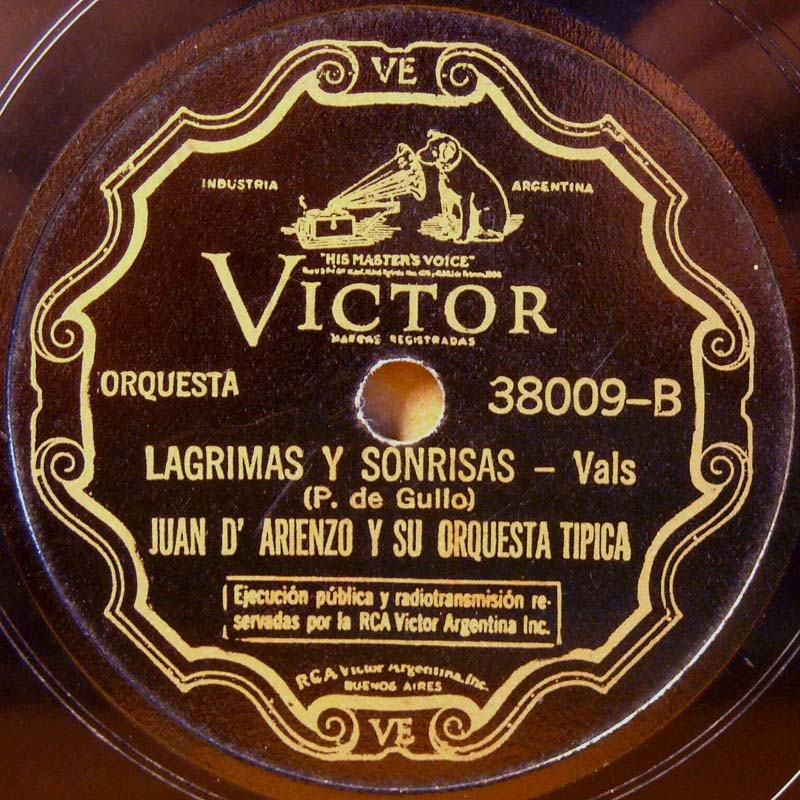 VE
INDUSTRIA ARGENTINA
"HIS MASTER'S VOICE"
VICTOR
MARCAS REGISTRADAS
ORQUESTA 38009-B
LAGRIMAS Y SONRISAS – Vals
(P. de Gullo)
JUAN D' ARIENZO Y SU ORQUESTA TIPICA
Ejecución pública y radiotransmisión re-
servadas por la RCA Victor Argentina Inc.
RCA Victor Argentina, Inc.
BUENOS AIRES
VE